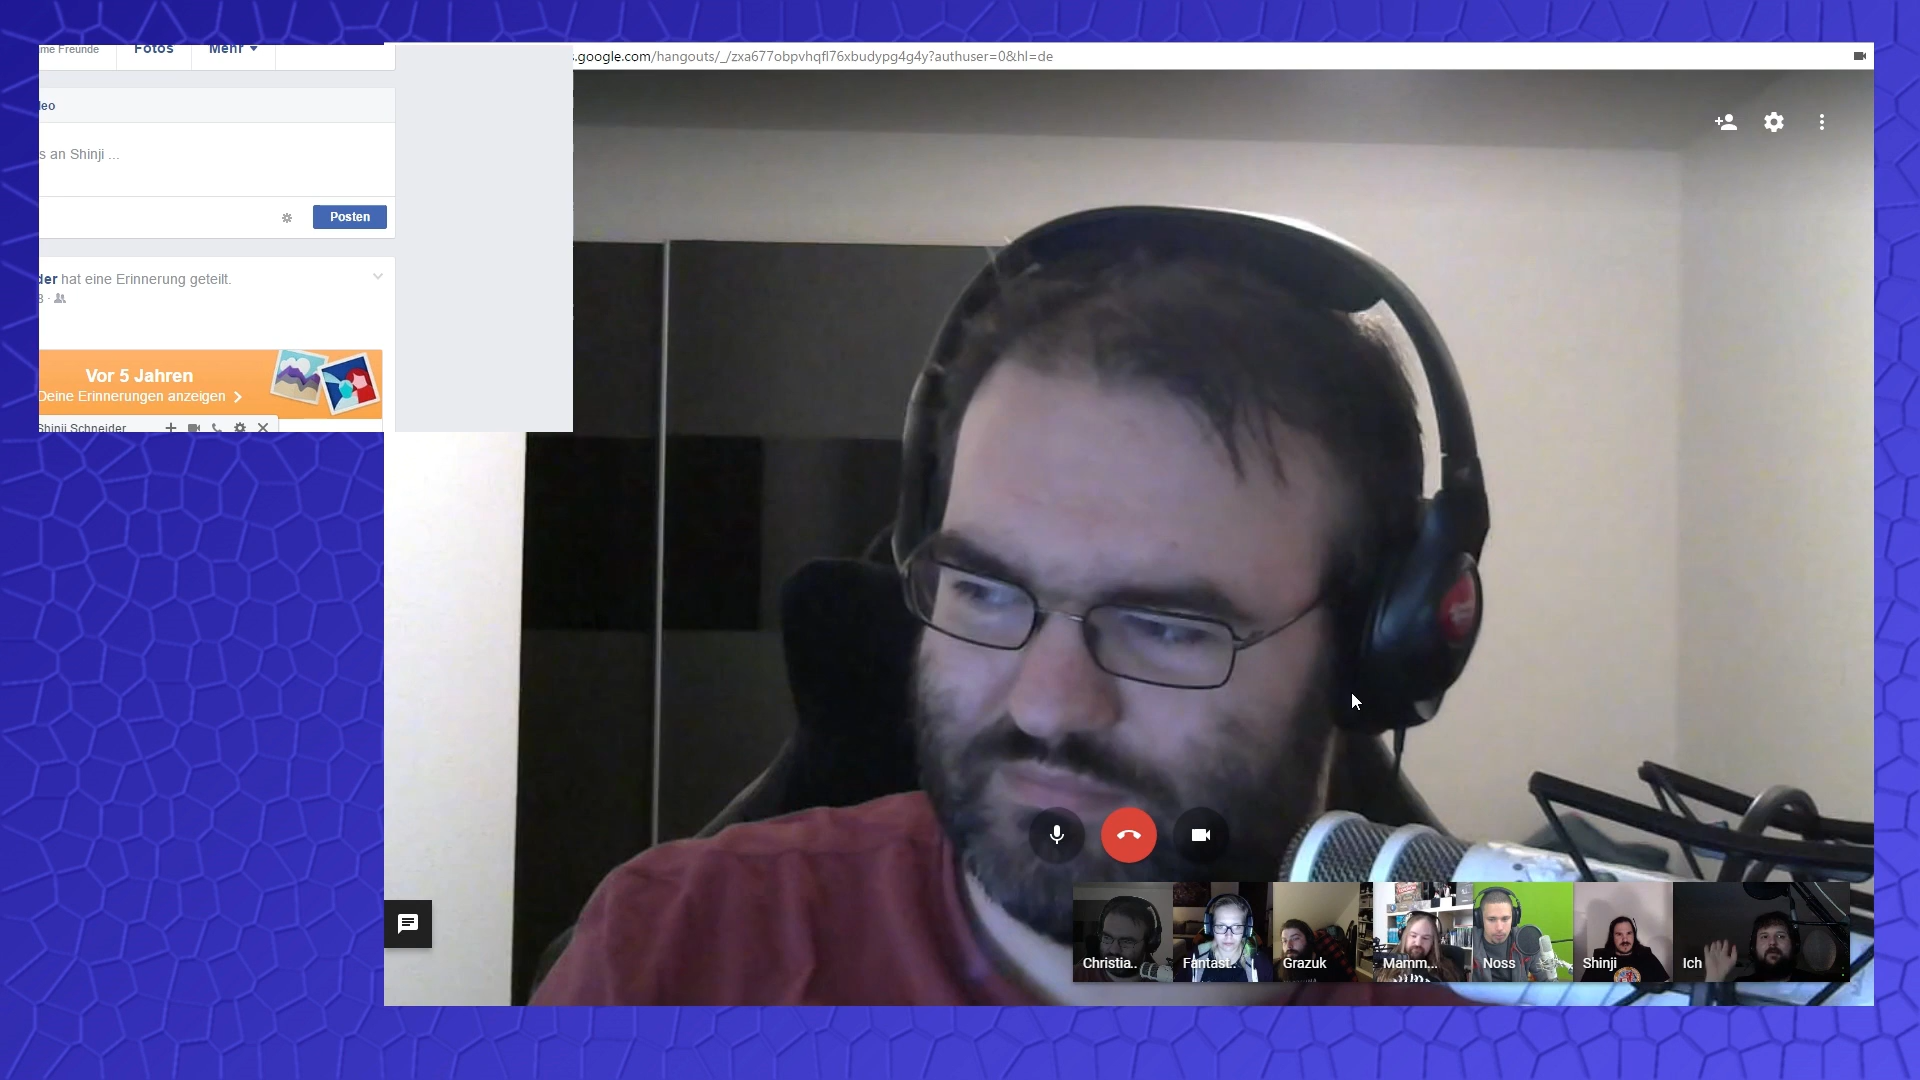 me Freunde
Fotos
Mehr
s.google.com/hangouts/_/zxa677obpvhqfl76xbudypg4g4y?authuser=0&hl=de
leo
s an Shinji ...
Posten
der hat eine Erinnerung geteilt.
Vor 5 Jahren
Deine Erinnerungen anzeigen
Shinji Schneider
Christia..
Fantast..
Grazuk
Mamm...
Noss
Shinji
Ich